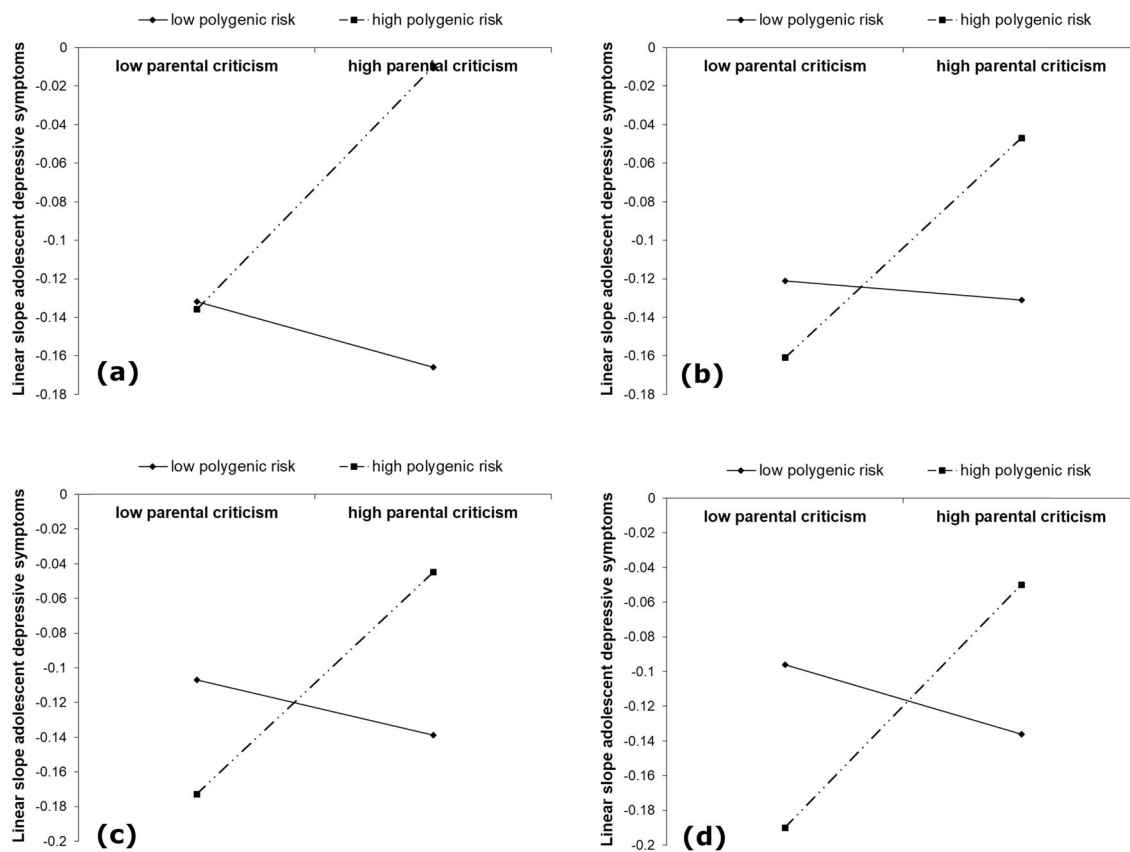 low polygenic risk high polygenic risk
0
low parental criticism high parental criticism
-0.02
-0.04
-0.06
-0.08
-0.1
-0.12
-0.14
-0.16
-0.18
Linear slope adolescent depressive symptoms
(a)
low polygenic risk high polygenic risk
0
low parental criticism high parental criticism
-0.02
-0.04
-0.06
-0.08
-0.1
-0.12
-0.14
-0.16
-0.18
Linear slope adolescent depressive symptoms
(b)
low polygenic risk high polygenic risk
0
low parental criticism high parental criticism
-0.02
-0.04
-0.06
-0.08
-0.1
-0.12
-0.14
-0.16
-0.18
-0.2
Linear slope adolescent depressive symptoms
(c)
low polygenic risk high polygenic risk
0
low parental criticism high parental criticism
-0.02
-0.04
-0.06
-0.08
-0.1
-0.12
-0.14
-0.16
-0.18
-0.2
Linear slope adolescent depressive symptoms
(d)